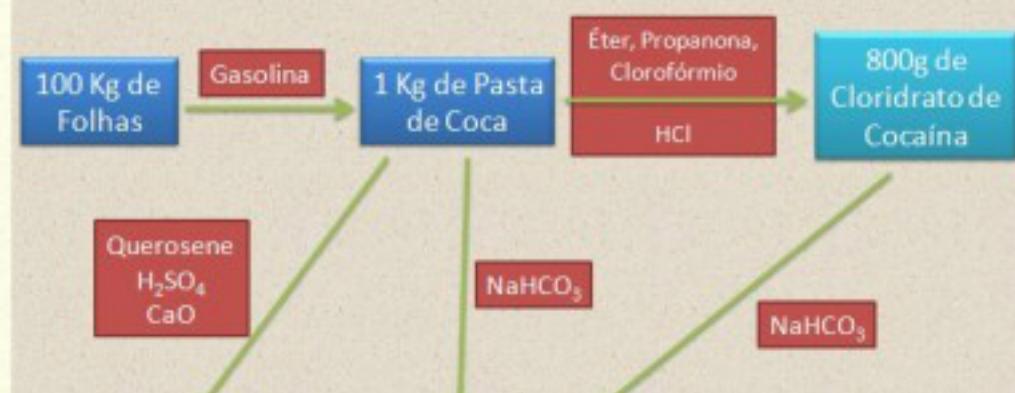 100 Kg de
Folhas
Gasolina
1 Kg de Pasta
de Coca
Éter, Propanona,
Clorofórmio
HCl
800g de
Cloridrato de
Cocaína
Querosene
H₂SO₄
CaO
NaHCO₃
NaHCO₃